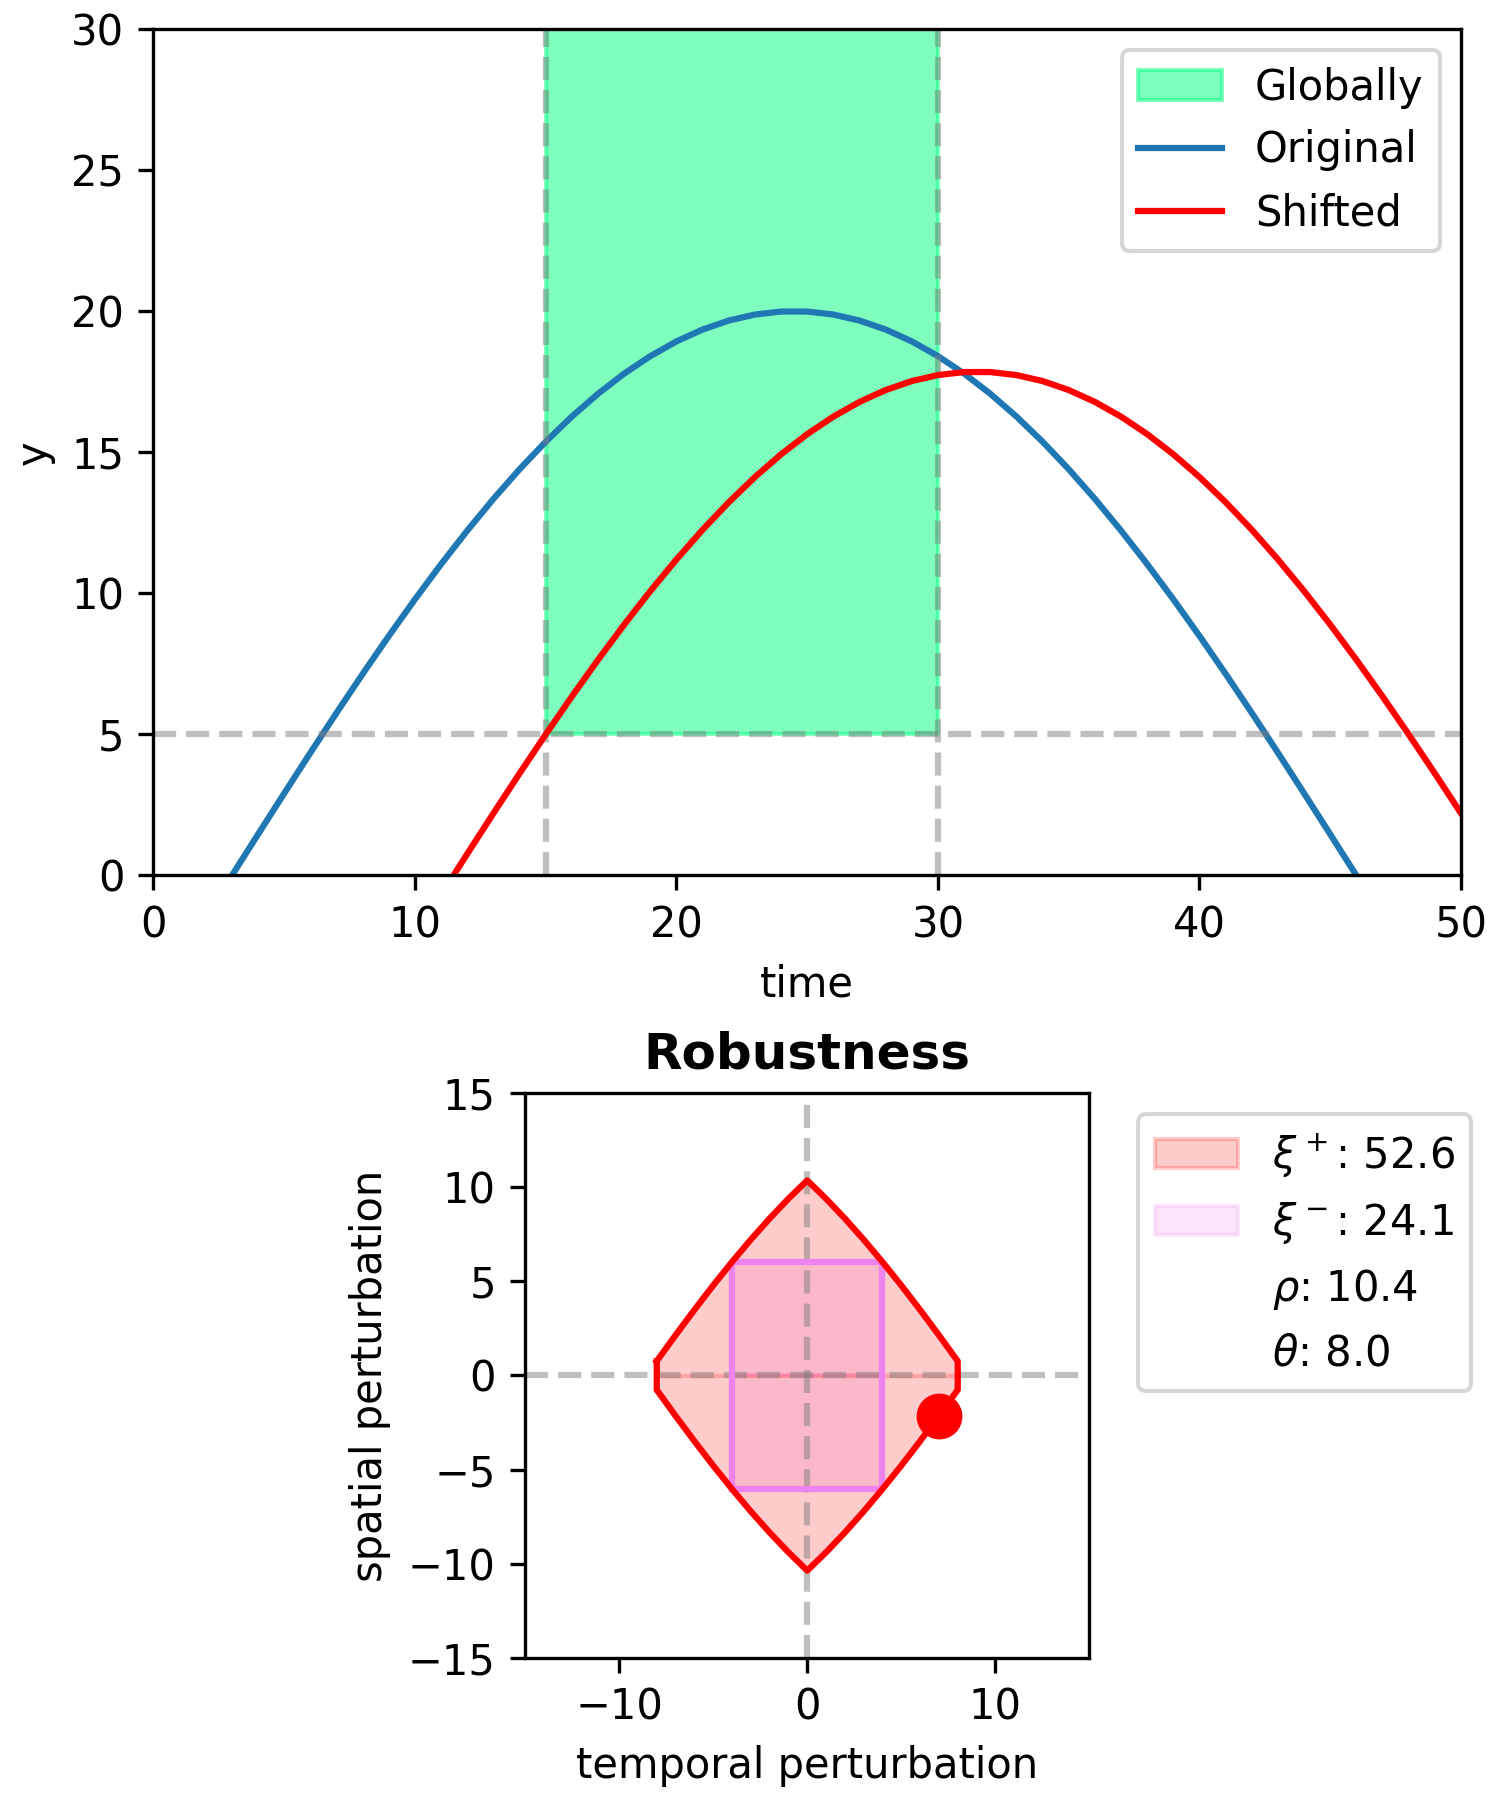 30
25
20
15
10
5
0
y
0 10 20 30 40 50
time
Globally
Original
Shifted
Robustness
15
10
5
0
−5
−10
−15
spatial perturbation
−10 0 10
temporal perturbation
ξ⁺: 52.6
ξ⁻: 24.1
ρ: 10.4
θ: 8.0